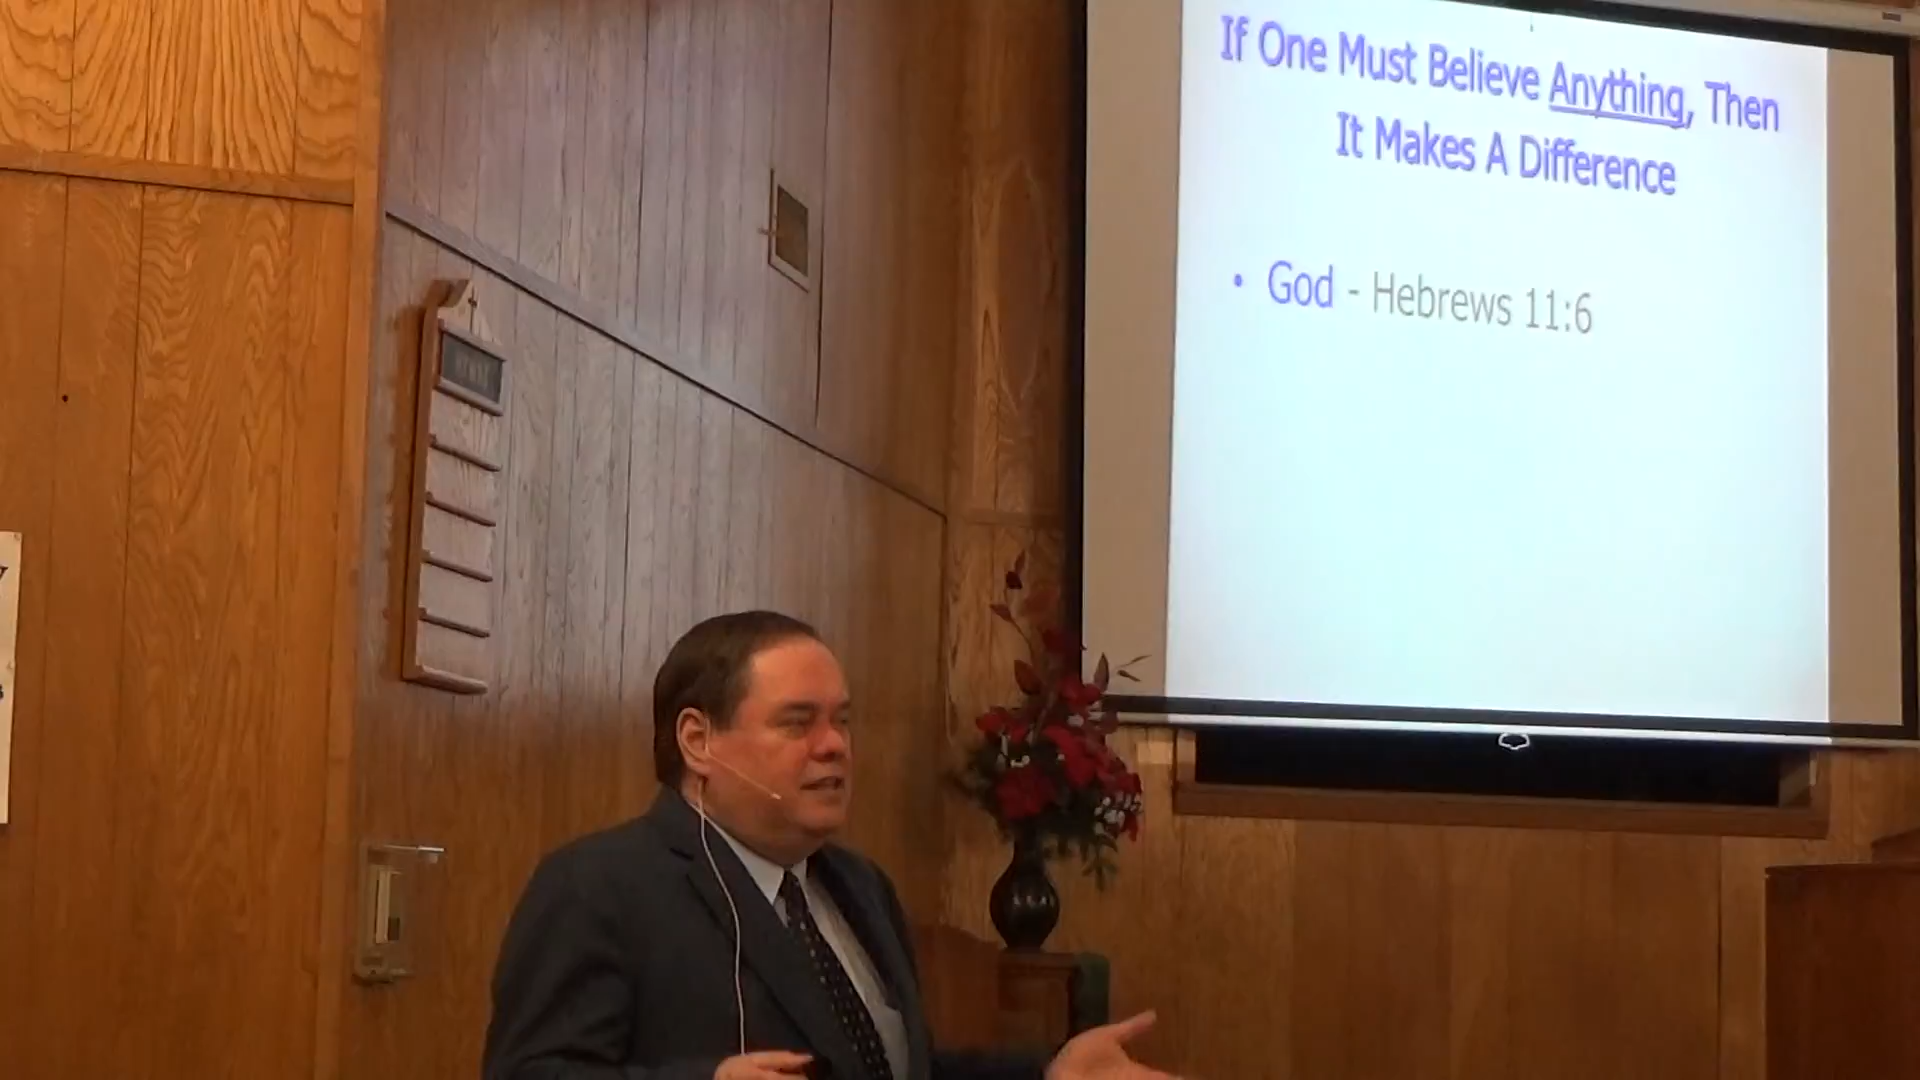 If One Must Believe Anything, Then
It Makes A Difference
• God - Hebrews 11:6